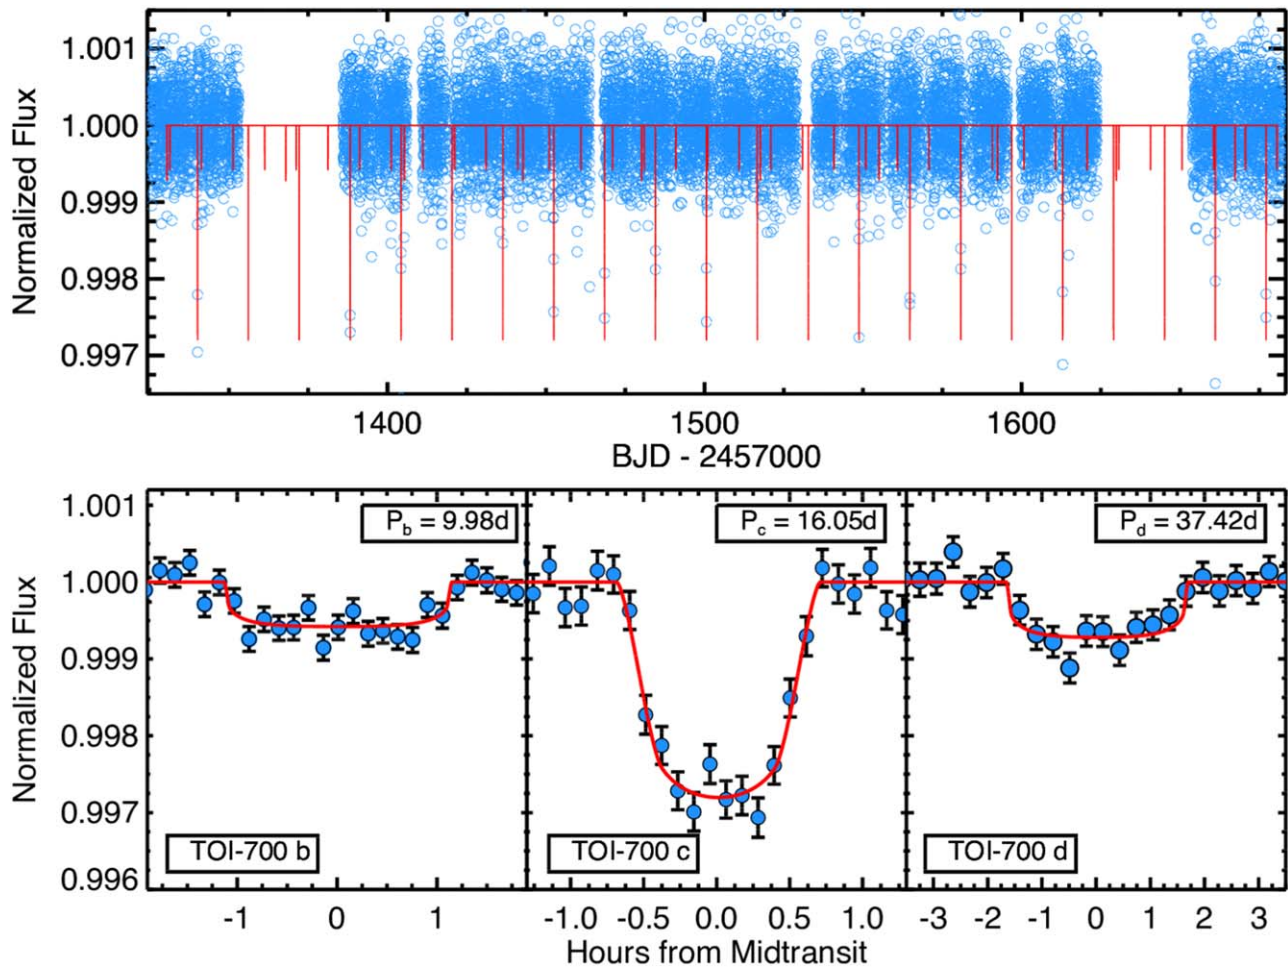 Normalized Flux
1.001
1.000
0.999
0.998
0.997
1400 1500 1600
BJD - 2457000
Normalized Flux
1.001
1.000
0.999
0.998
0.997
0.996
P_b = 9.98d
P_c = 16.05d
P_d = 37.42d
TOI-700 b
TOI-700 c
TOI-700 d
-1 0 1
-1.0 -0.5 0.0 0.5 1.0
-3 -2 -1 0 1 2 3
Hours from Midtransit